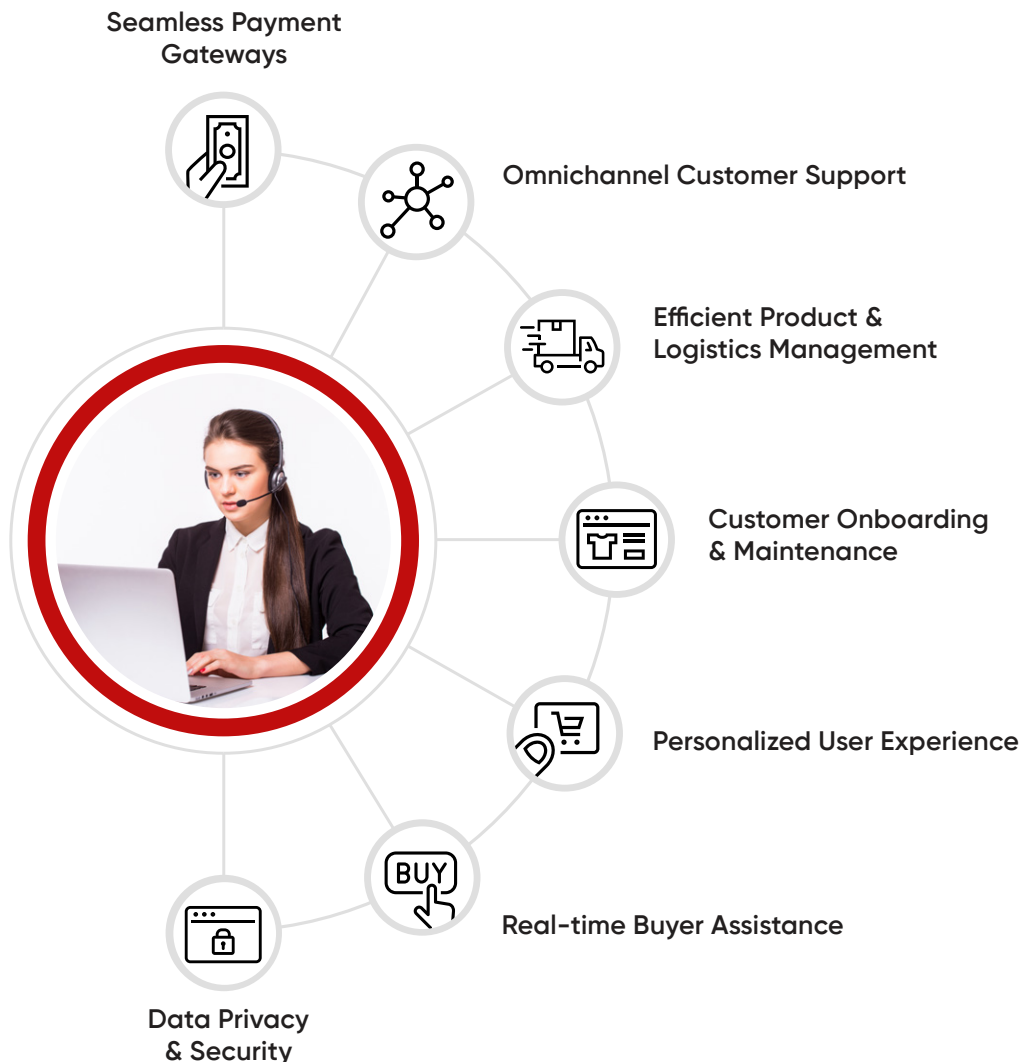 Seamless Payment
Gateways
Omnichannel Customer Support
Efficient Product &
Logistics Management
Customer Onboarding
& Maintenance
Personalized User Experience
BUY
Real-time Buyer Assistance
Data Privacy
& Security